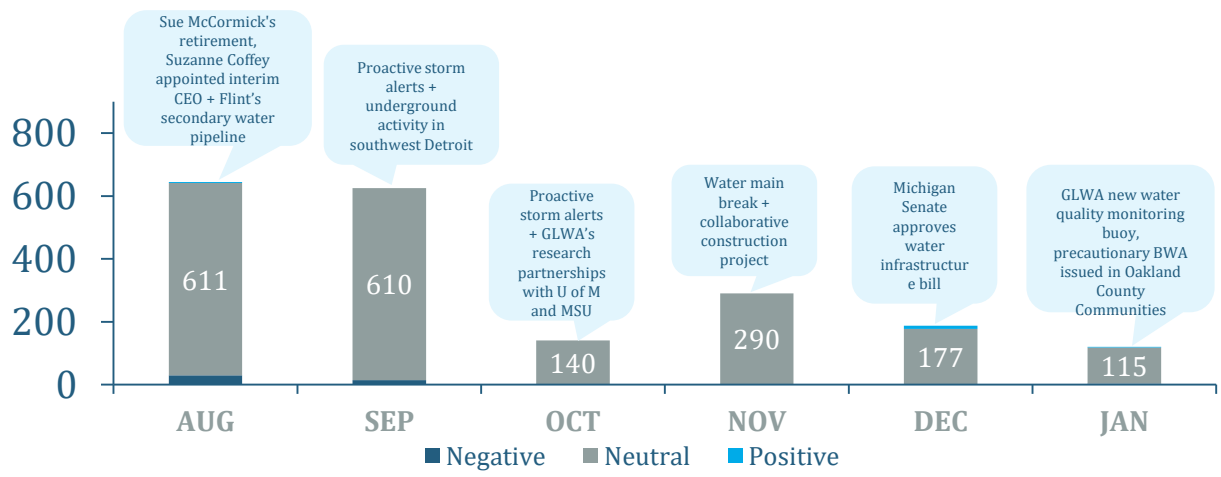 Sue McCormick's
retirement,
Suzanne Coffey
appointed interim
CEO + Flint's
secondary water
pipeline
Proactive storm
alerts +
underground
activity in
southwest Detroit
Proactive
storm alerts
+ GLWA's
research
partnerships
with U of M
and MSU
Water main
break +
collaborative
construction
project
Michigan
Senate
approves
water
infrastructur
e bill
GLWA new water
quality monitoring
buoy,
precautionary BWA
issued in Oakland
County
Communities
800
600
400
200
0
611
610
140
290
177
115
AUG
SEP
OCT
NOV
DEC
JAN
Negative
Neutral
Positive